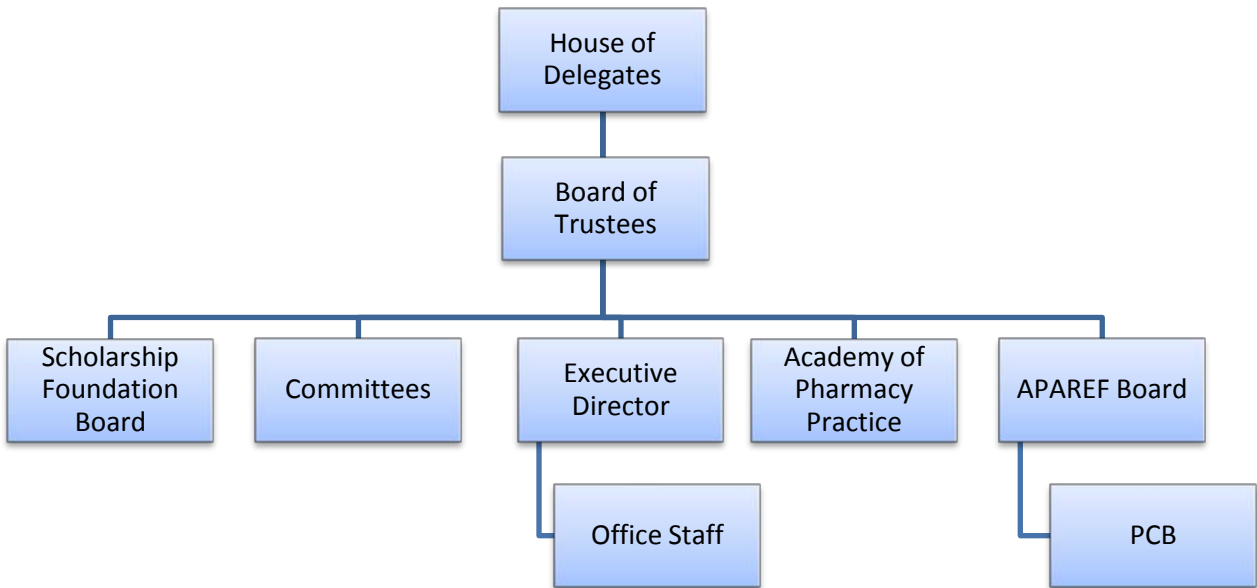 House of
Delegates
Board of
Trustees
Scholarship
Foundation
Board
Committees
Executive
Director
Academy of
Pharmacy
Practice
APAREF Board
Office Staff
PCB